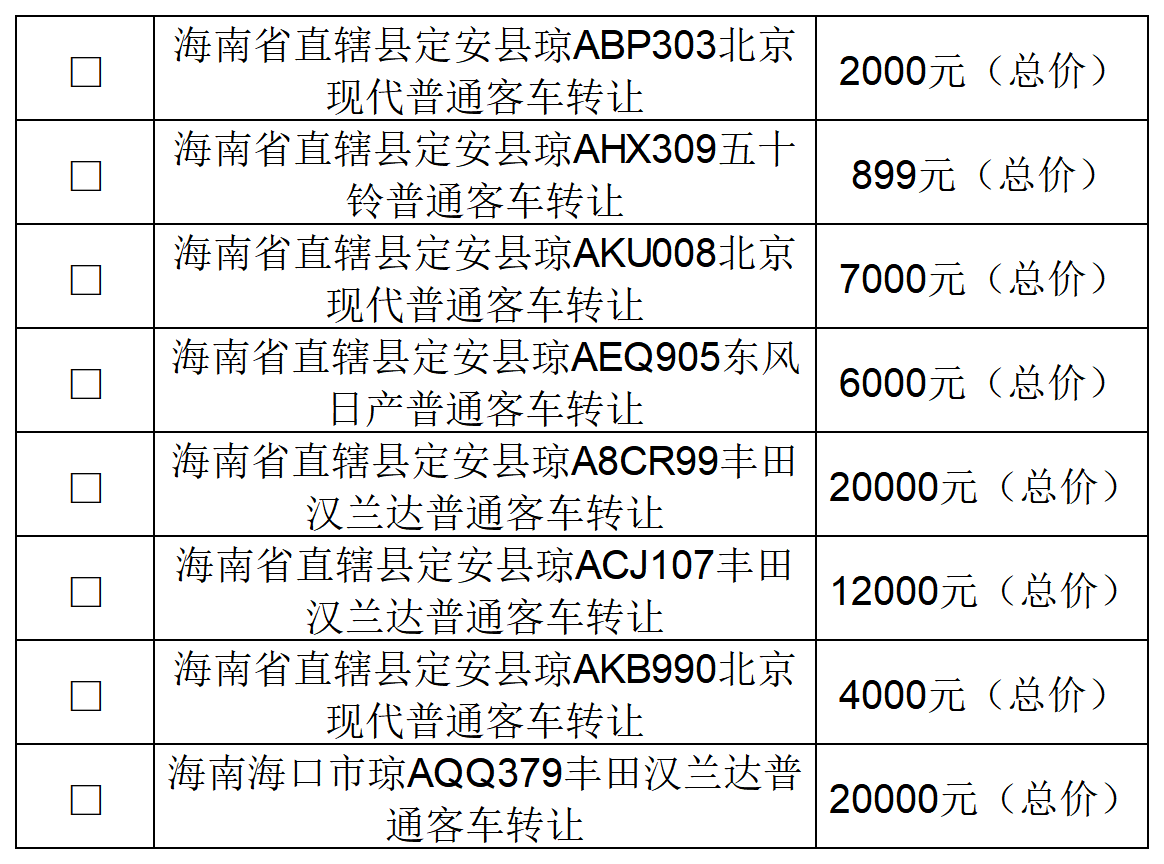 □
海南省直辖县定安县琼ABP303北京
现代普通客车转让
2000元（总价）
□
海南省直辖县定安县琼AHX309五十
铃普通客车转让
899元（总价）
□
海南省直辖县定安县琼AKU008北京
现代普通客车转让
7000元（总价）
□
海南省直辖县定安县琼AEQ905东风
日产普通客车转让
6000元（总价）
□
海南省直辖县定安县琼A8CR99丰田
汉兰达普通客车转让
20000元（总价）
□
海南省直辖县定安县琼ACJ107丰田
汉兰达普通客车转让
12000元（总价）
□
海南省直辖县定安县琼AKB990北京
现代普通客车转让
4000元（总价）
□
海南海口市琼AQQ379丰田汉兰达普
通客车转让
20000元（总价）